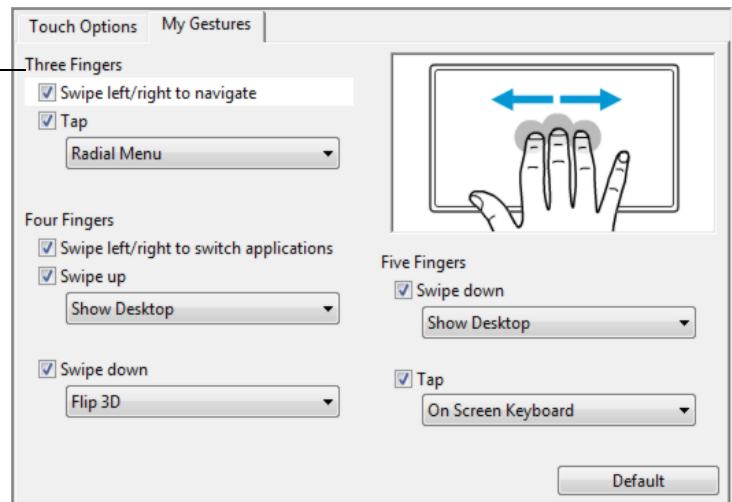 Touch Options
My Gestures
Three Fingers
Swipe left/right to navigate
Tap
Radial Menu
Four Fingers
Swipe left/right to switch applications
Swipe up
Show Desktop
Swipe down
Flip 3D
Five Fingers
Swipe down
Show Desktop
Tap
On Screen Keyboard
Default